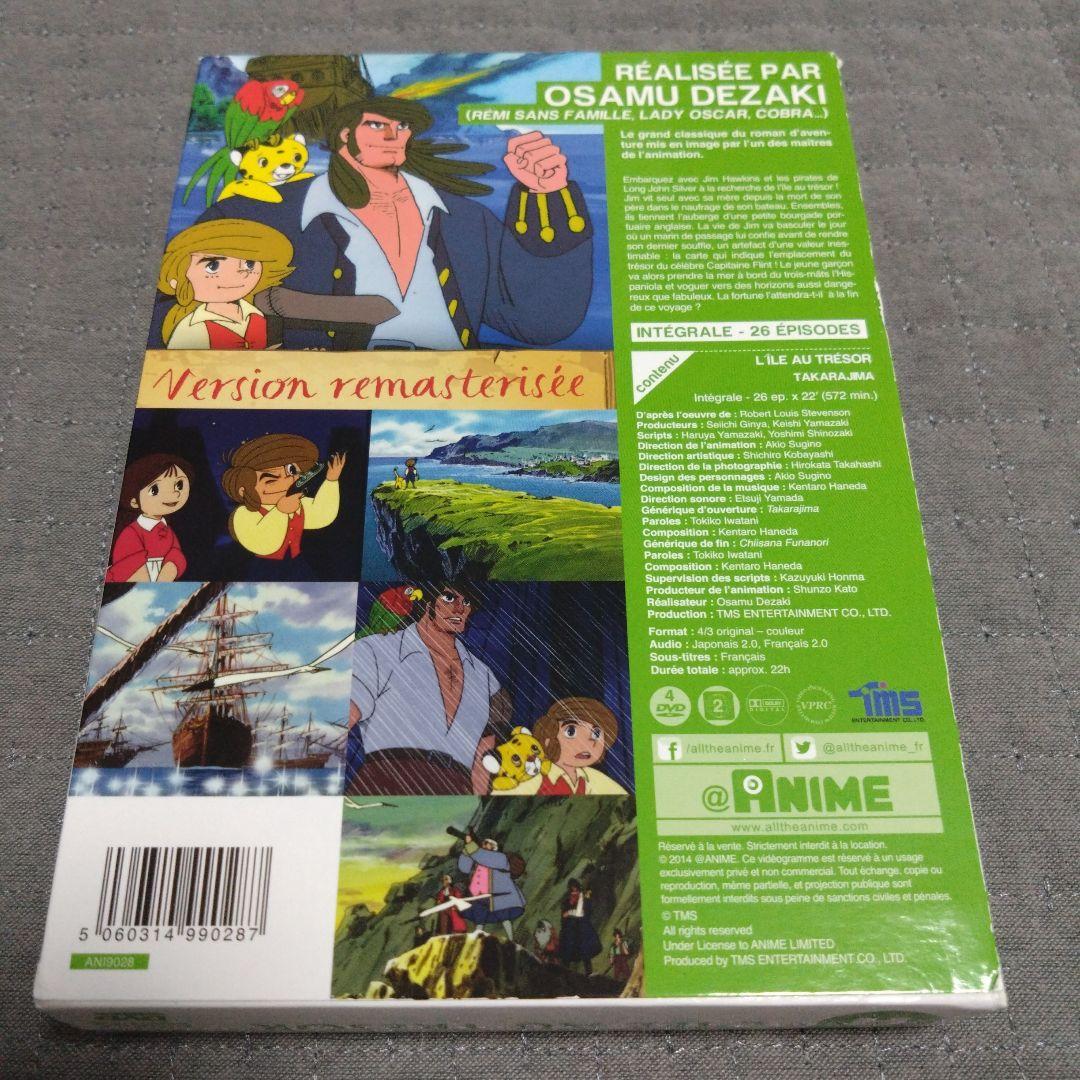 RÉALISÉE PAR
OSAMU DEZAKI
(RÉMI SANS FAMILLE, LADY OSCAR, COBRA...)
Le grand classique du roman d'aven-
ture mis en image par l'un des maîtres
de l'animation.
Embarquez avec Jim Hawkins et les pirates de
Long John Silver à la recherche de l'île au trésor !
Jim vit seul avec sa mère depuis la mort de son
père dans le naufrage de son bateau. Ensembles,
ils tiennent l'auberge d'une petite bourgade por-
tuaire anglaise. La vie de Jim va basculer le jour
où un marin de passage lui confie avant de rendre
son dernier souffle, un artefact d'une valeur ines-
timable : la carte qui indique l'emplacement du
trésor du célèbre Capitaine Flint ! Le jeune garçon
va alors prendre la mer à bord du trois-mâts l'His-
paniola et voguer vers des horizons aussi dange-
reux que fabuleux. La fortune l'attendra-t-il à la fin
de ce voyage ?
INTÉGRALE - 26 ÉPISODES
Version remasterisée
contenu
L'ÎLE AU TRÉSOR
TAKARAJIMA
Intégrale - 26 ep. x 22' (572 min.)
D'après l'oeuvre de : Robert Louis Stevenson
Producteurs : Seiichi Ginya, Keishi Yamazaki
Scripts : Haruya Yamazaki, Yoshimi Shinozaki
Direction de l'animation : Akio Sugino
Direction artistique : Shichiro Kobayashi
Direction de la photographie : Hirokata Takahashi
Design des personnages : Akio Sugino
Composition de la musique : Kentaro Haneda
Direction sonore : Etsuji Yamada
Générique d'ouverture : Takarajima
Paroles : Tokiko Iwatani
Composition : Kentaro Haneda
Générique de fin : Chiisana Funanori
Paroles : Tokiko Iwatani
Composition : Kentaro Haneda
Supervision des scripts : Kazuyuki Honma
Producteur de l'animation : Shunzo Kato
Réalisateur : Osamu Dezaki
Production : TMS ENTERTAINMENT CO., LTD.
Format : 4/3 original – couleur
Audio : Japonais 2.0, Français 2.0
Sous-titres : Français
Durée totale : approx. 22h
4 DVD
2
DOLBY DIGITAL
VPRC
TMS
ENTERTAINMENT CO., LTD.
/alltheanime.fr
@alltheanime_fr
@ANIME
www.alltheanime.com
Réservé à la vente. Strictement interdit à la location.
© 2014 @ANIME. Ce vidéogramme est réservé à un usage
exclusivement privé et non commercial. Tout échange, copie ou
reproduction, même partielle, et projection publique sont
formellement interdits sous peine de sanctions civiles et pénales.
© TMS
All rights reserved
Under License to ANIME LIMITED
Produced by TMS ENTERTAINMENT CO., LTD.
5 060314 990287
ANI9028